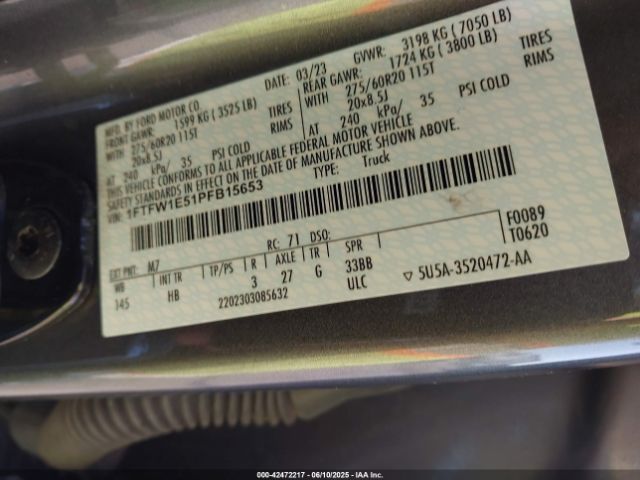 MFD. BY FORD MOTOR CO. DATE: 03/23 GVWR: 3198 KG ( 7050 LB)
FRONT GAWR: 1599 KG ( 3525 LB) REAR GAWR: 1724 KG ( 3800 LB)
WITH 275/60R20 115T TIRES WITH 275/60R20 115T TIRES
20x8.5J RIMS 20x8.5J RIMS
AT 240 kPa/ 35 PSI COLD AT 240 kPa/ 35 PSI COLD
THIS VEHICLE CONFORMS TO ALL APPLICABLE FEDERAL MOTOR VEHICLE
SAFETY STANDARDS IN EFFECT ON THE DATE OF MANUFACTURE SHOWN ABOVE.
VIN: 1FTFW1E51PFB15653 TYPE: Truck
F0089
T0620
EXT PNT: M7 RC: 71 DSO:
WB INT TR TP/PS R AXLE TR SPR
145 HB 3 27 G 33BB
2202303085632 ULC ▽ 5U5A-3520472-AA
000-42472217 - 06/10/2025 - IAA Inc.